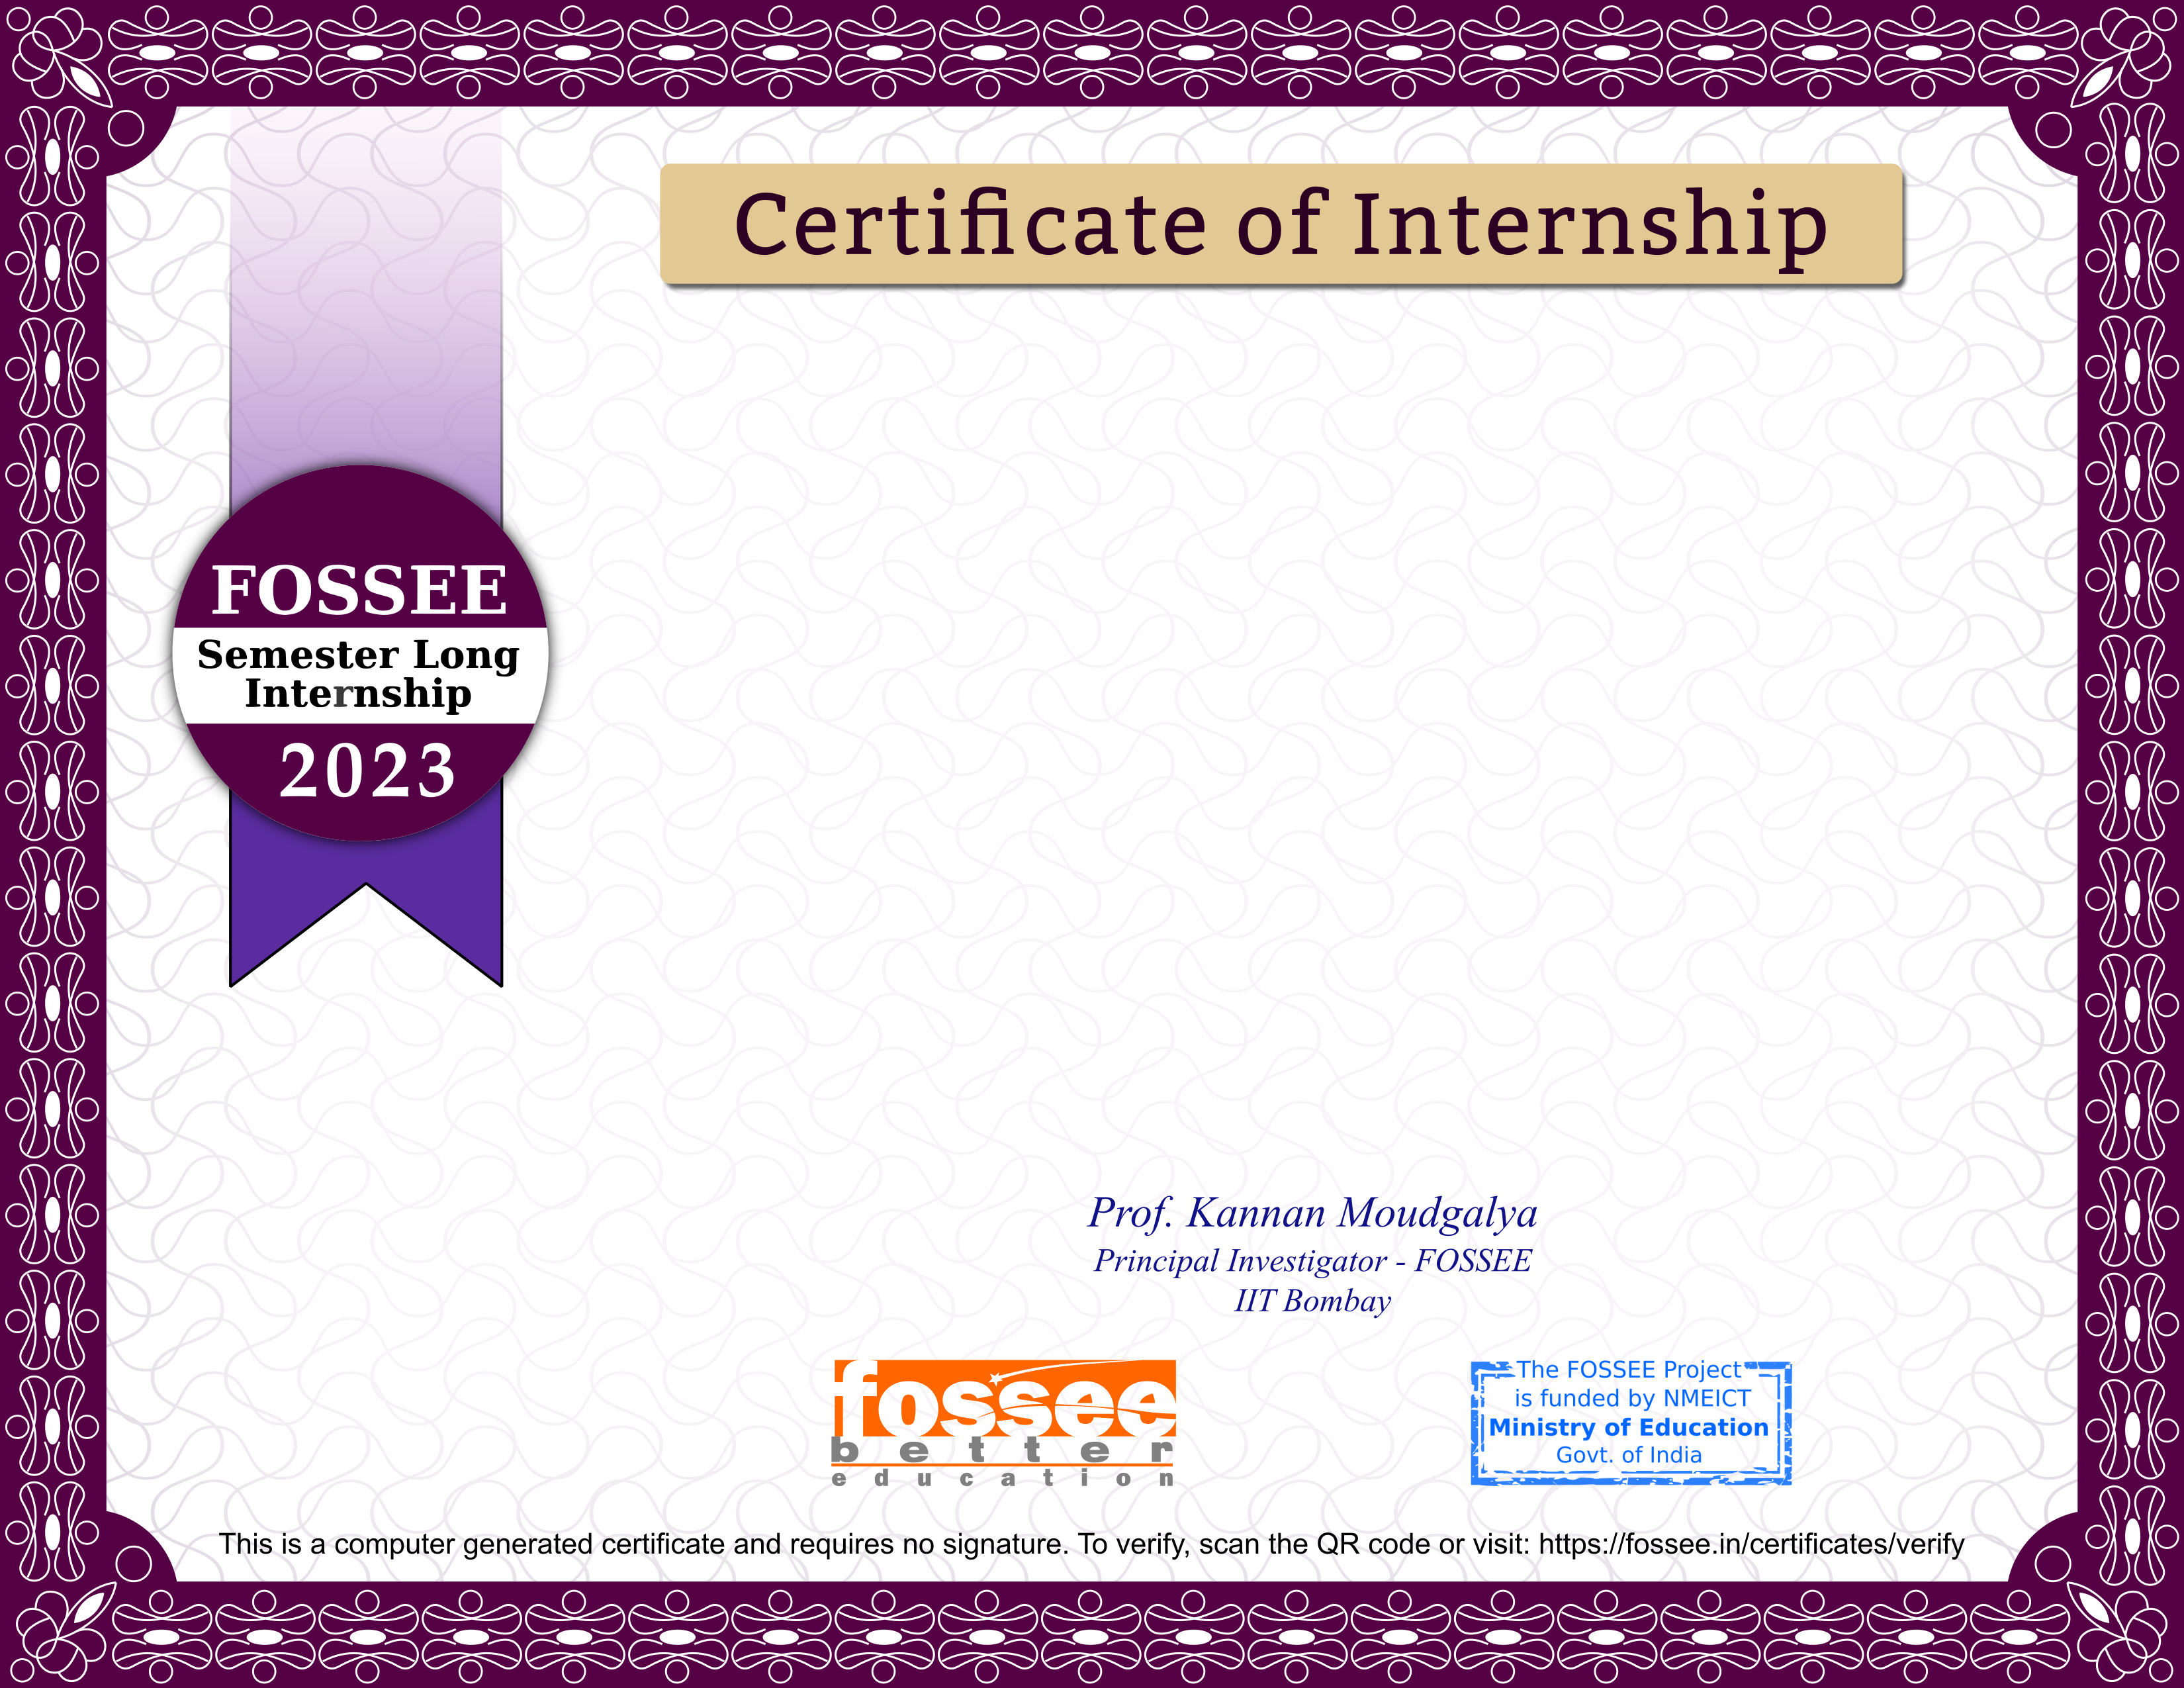 Certificate of Internship
FOSSEE
Semester Long
Internship
2023
Prof. Kannan Moudgalya
Principal Investigator - FOSSEE
IIT Bombay
fossee
better
education
The FOSSEE Project
is funded by NMEICT
Ministry of Education
Govt. of India
This is a computer generated certificate and requires no signature. To verify, scan the QR code or visit: https://fossee.in/certificates/verify